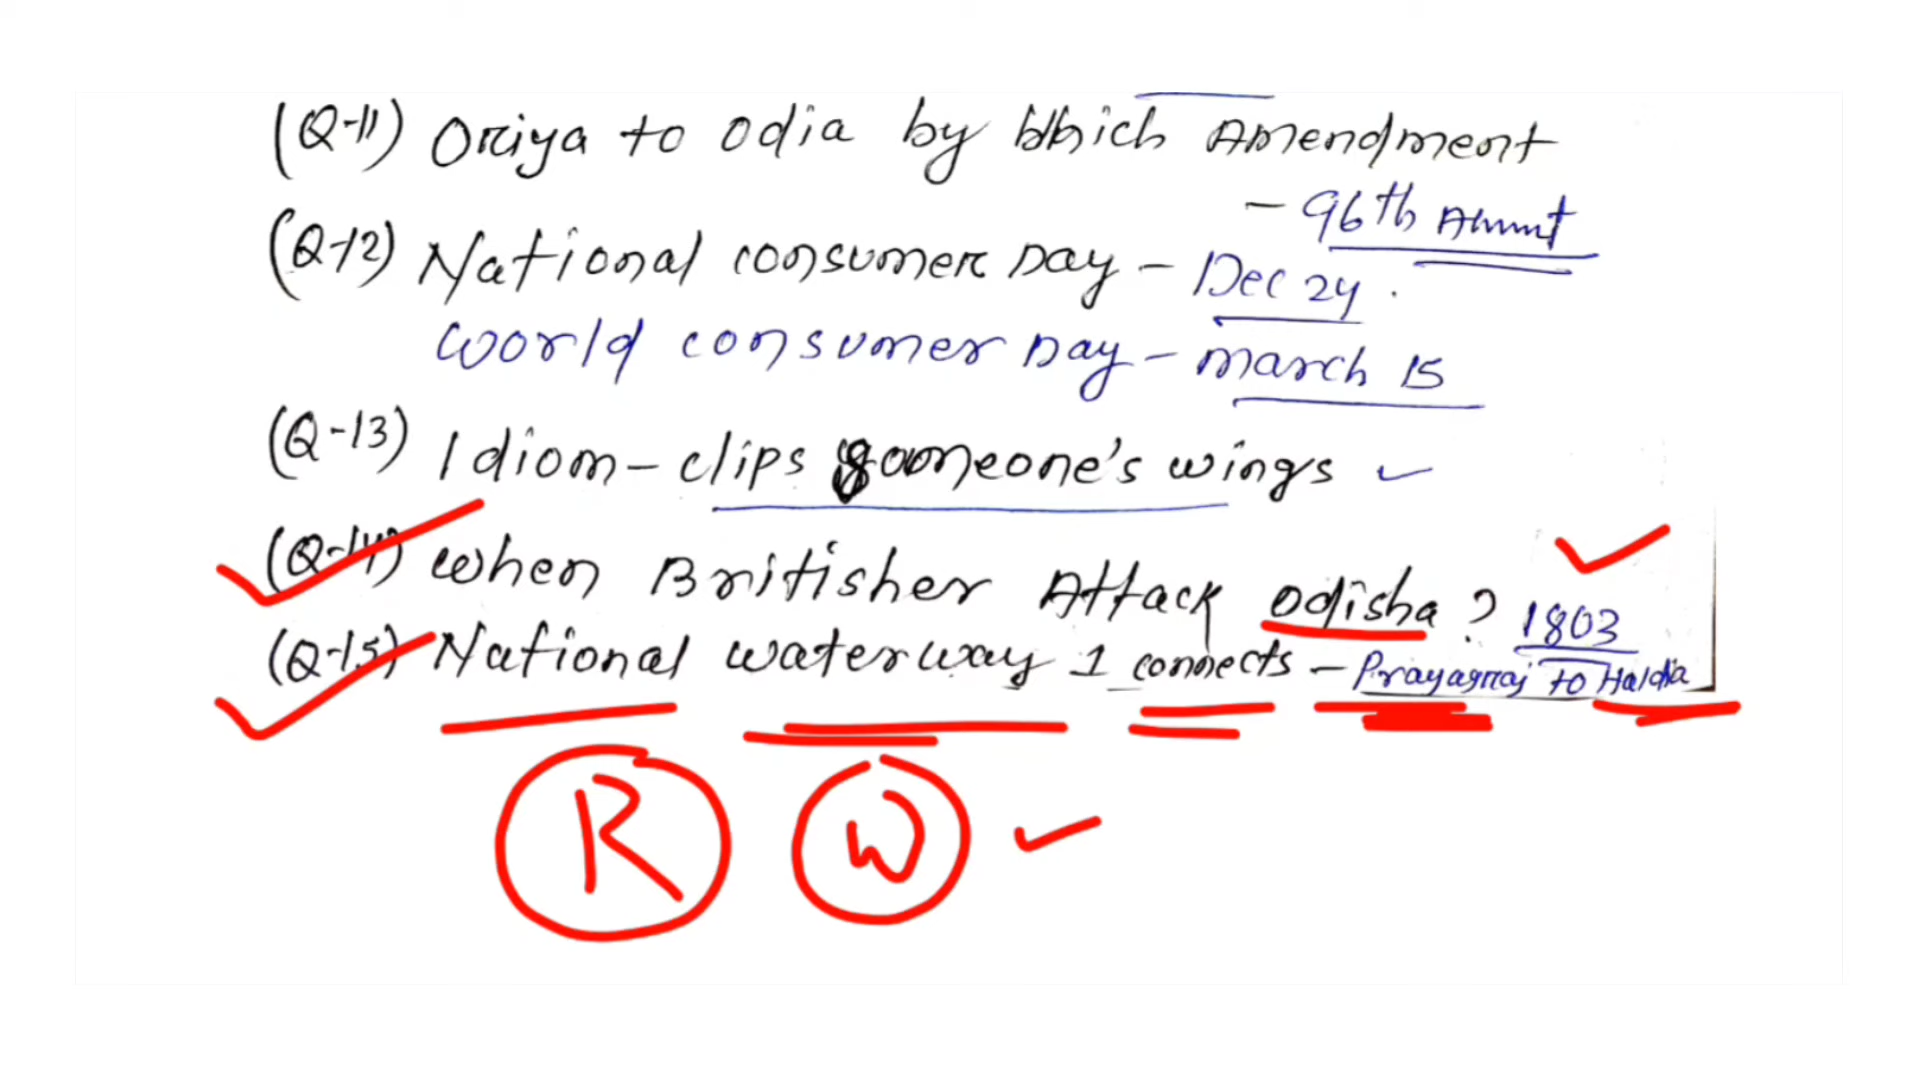 (Q-11) Oriya to Odia by Which Amendment
- 96th Ammt
(Q-12) National consumer Day - Dec 24.
World consumer Day - March 15
(Q-13) Idiom - clips someone's wings
(Q-14) When Britisher Attack Odisha? 1803
(Q-15) National waterway 1 connects - Prayagraj to Haldia
R W